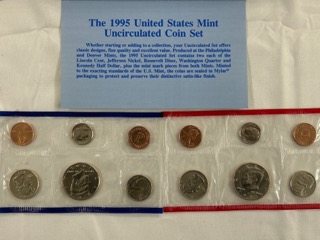 The 1995 United States Mint
Uncirculated Coin Set
Whether starting or adding to a collection, your Uncirculated Set offers
classic designs, fine quality and excellent value. Produced at the Philadelphia
and Denver Mints, the 1995 Uncirculated Set contains two each of the
Lincoln Cent, Jefferson Nickel, Roosevelt Dime, Washington Quarter and
Kennedy Half Dollar, plus the mint mark pieces from both Mints. Minted
to the exacting standards of the U.S. Mint, the coins are sealed in Mylar®
packaging to protect and preserve their distinctive satin-like finish.